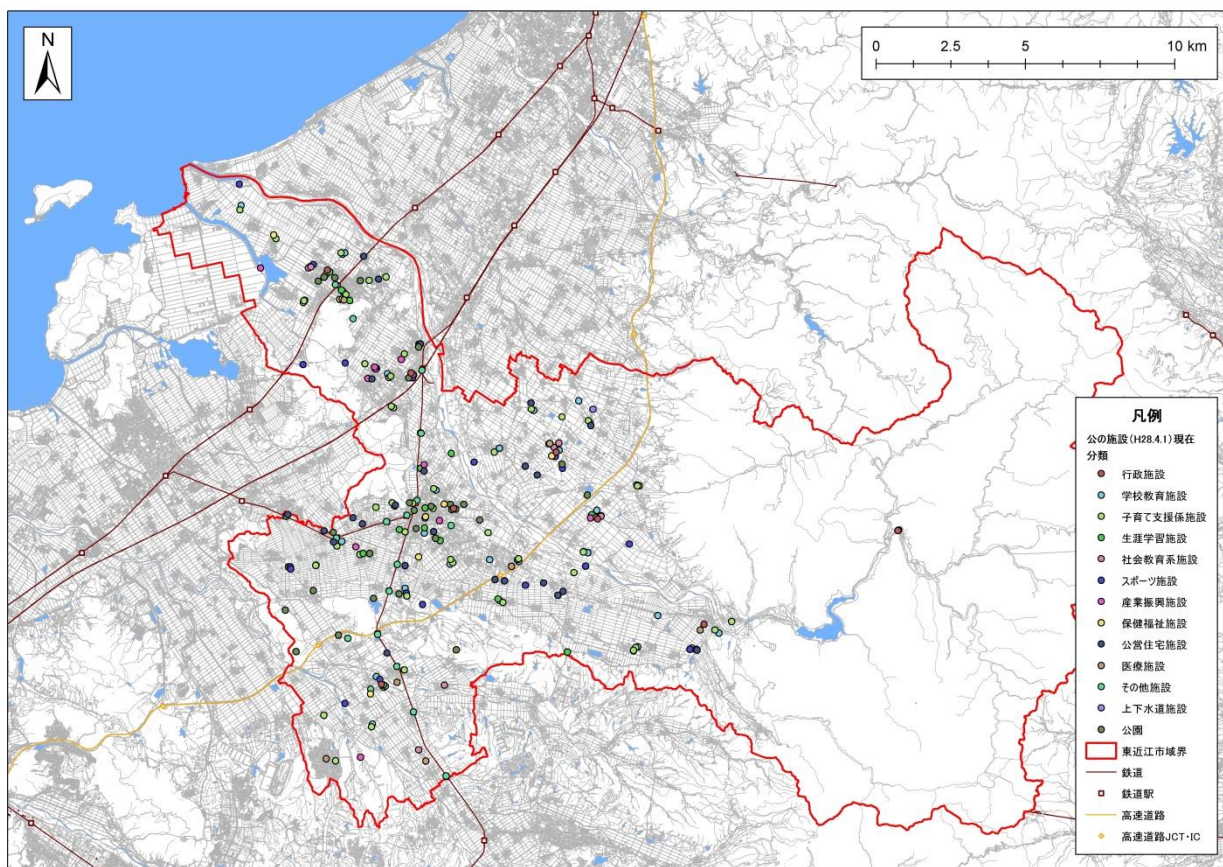 N
0 2.5 5 10 km
凡例
公の施設(H28.4.1)現在
分類
行政施設
学校教育施設
子育て支援係施設
生涯学習施設
社会教育系施設
スポーツ施設
産業振興施設
保健福祉施設
公営住宅施設
医療施設
その他施設
上下水道施設
公園
東近江市域界
鉄道
鉄道駅
高速道路
高速道路JCT・IC